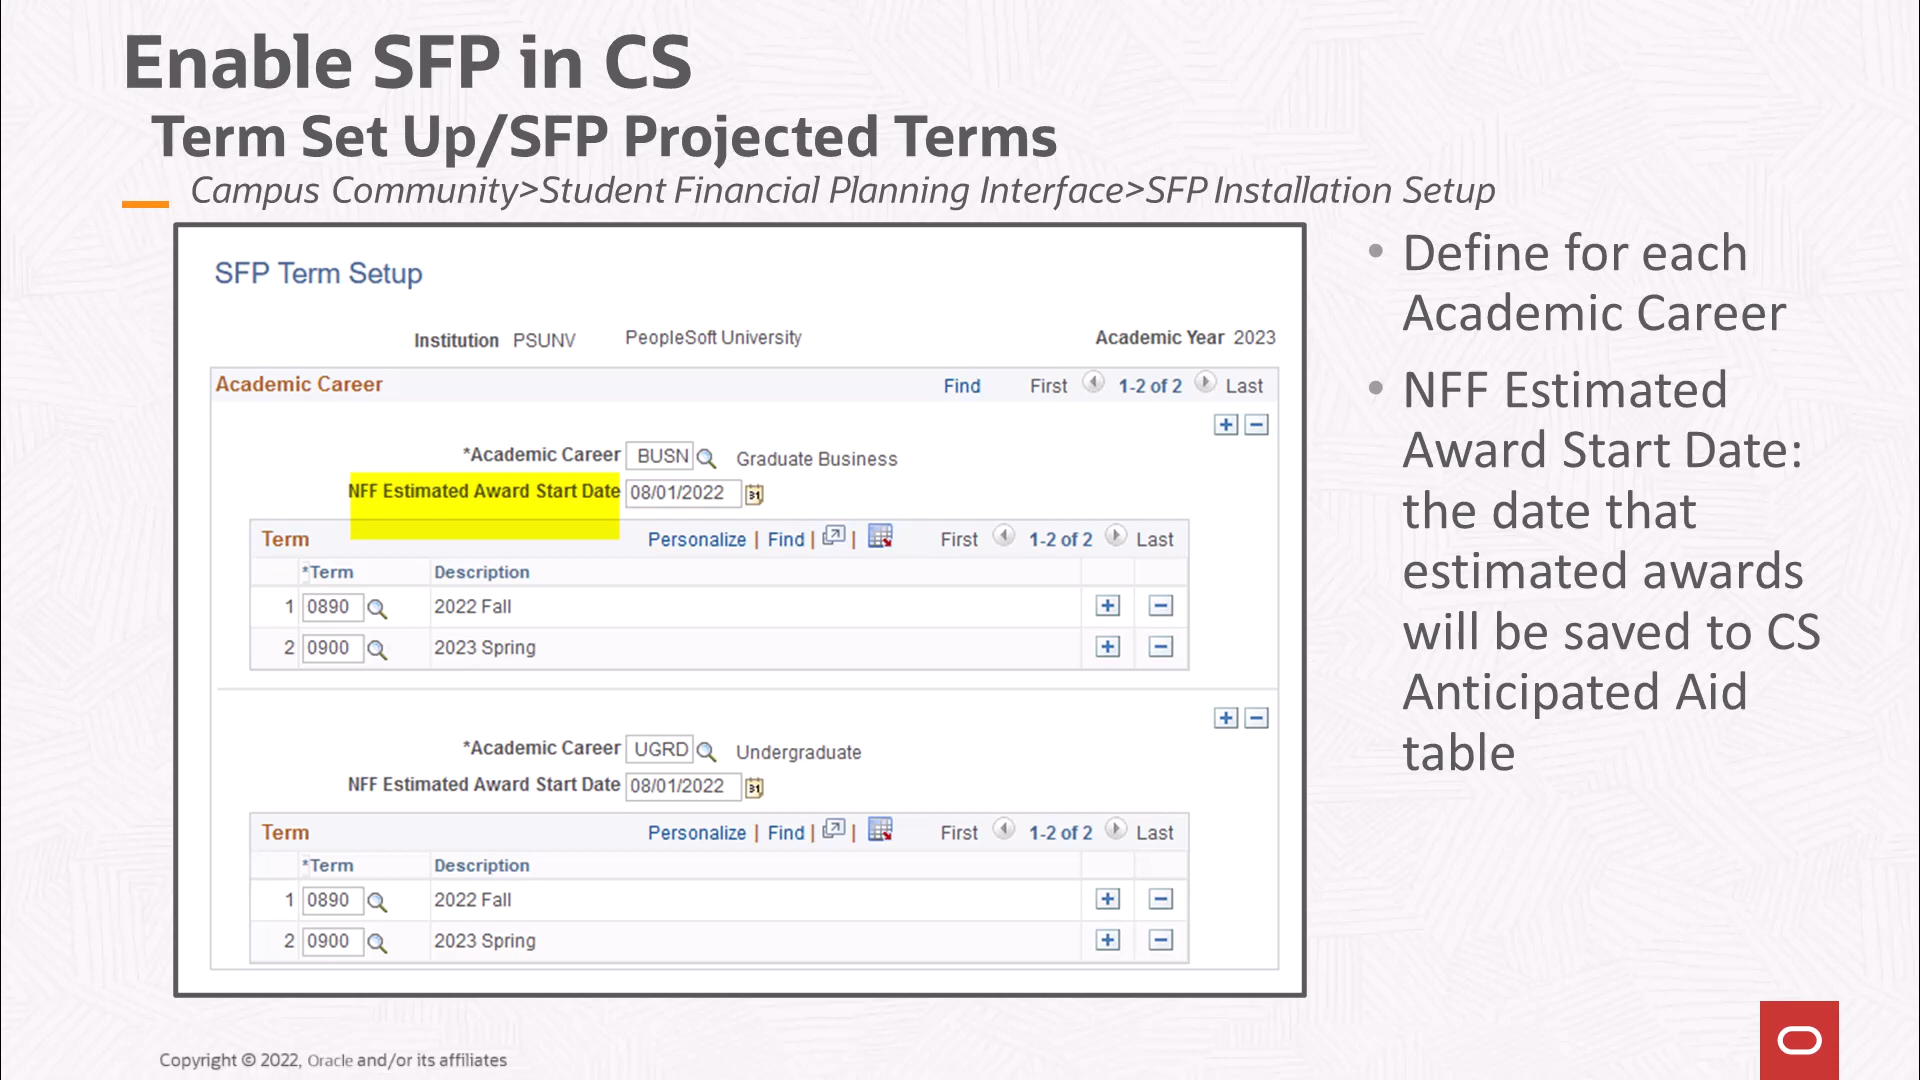 Enable SFP in CS
Term Set Up/SFP Projected Terms
Campus Community>Student Financial Planning Interface>SFP Installation Setup
SFP Term Setup
Institution PSUNV PeopleSoft University Academic Year 2023
Academic Career Find First 1-2 of 2 Last
*Academic Career BUSN Graduate Business
NFF Estimated Award Start Date 08/01/2022 31
Term Personalize | Find | | First 1-2 of 2 Last
*Term Description
1 0890 2022 Fall
2 0900 2023 Spring
*Academic Career UGRD Undergraduate
NFF Estimated Award Start Date 08/01/2022 31
Term Personalize | Find | | First 1-2 of 2 Last
*Term Description
1 0890 2022 Fall
2 0900 2023 Spring
• Define for each
Academic Career
• NFF Estimated
Award Start Date:
the date that
estimated awards
will be saved to CS
Anticipated Aid
table
Copyright © 2022, Oracle and/or its affiliates